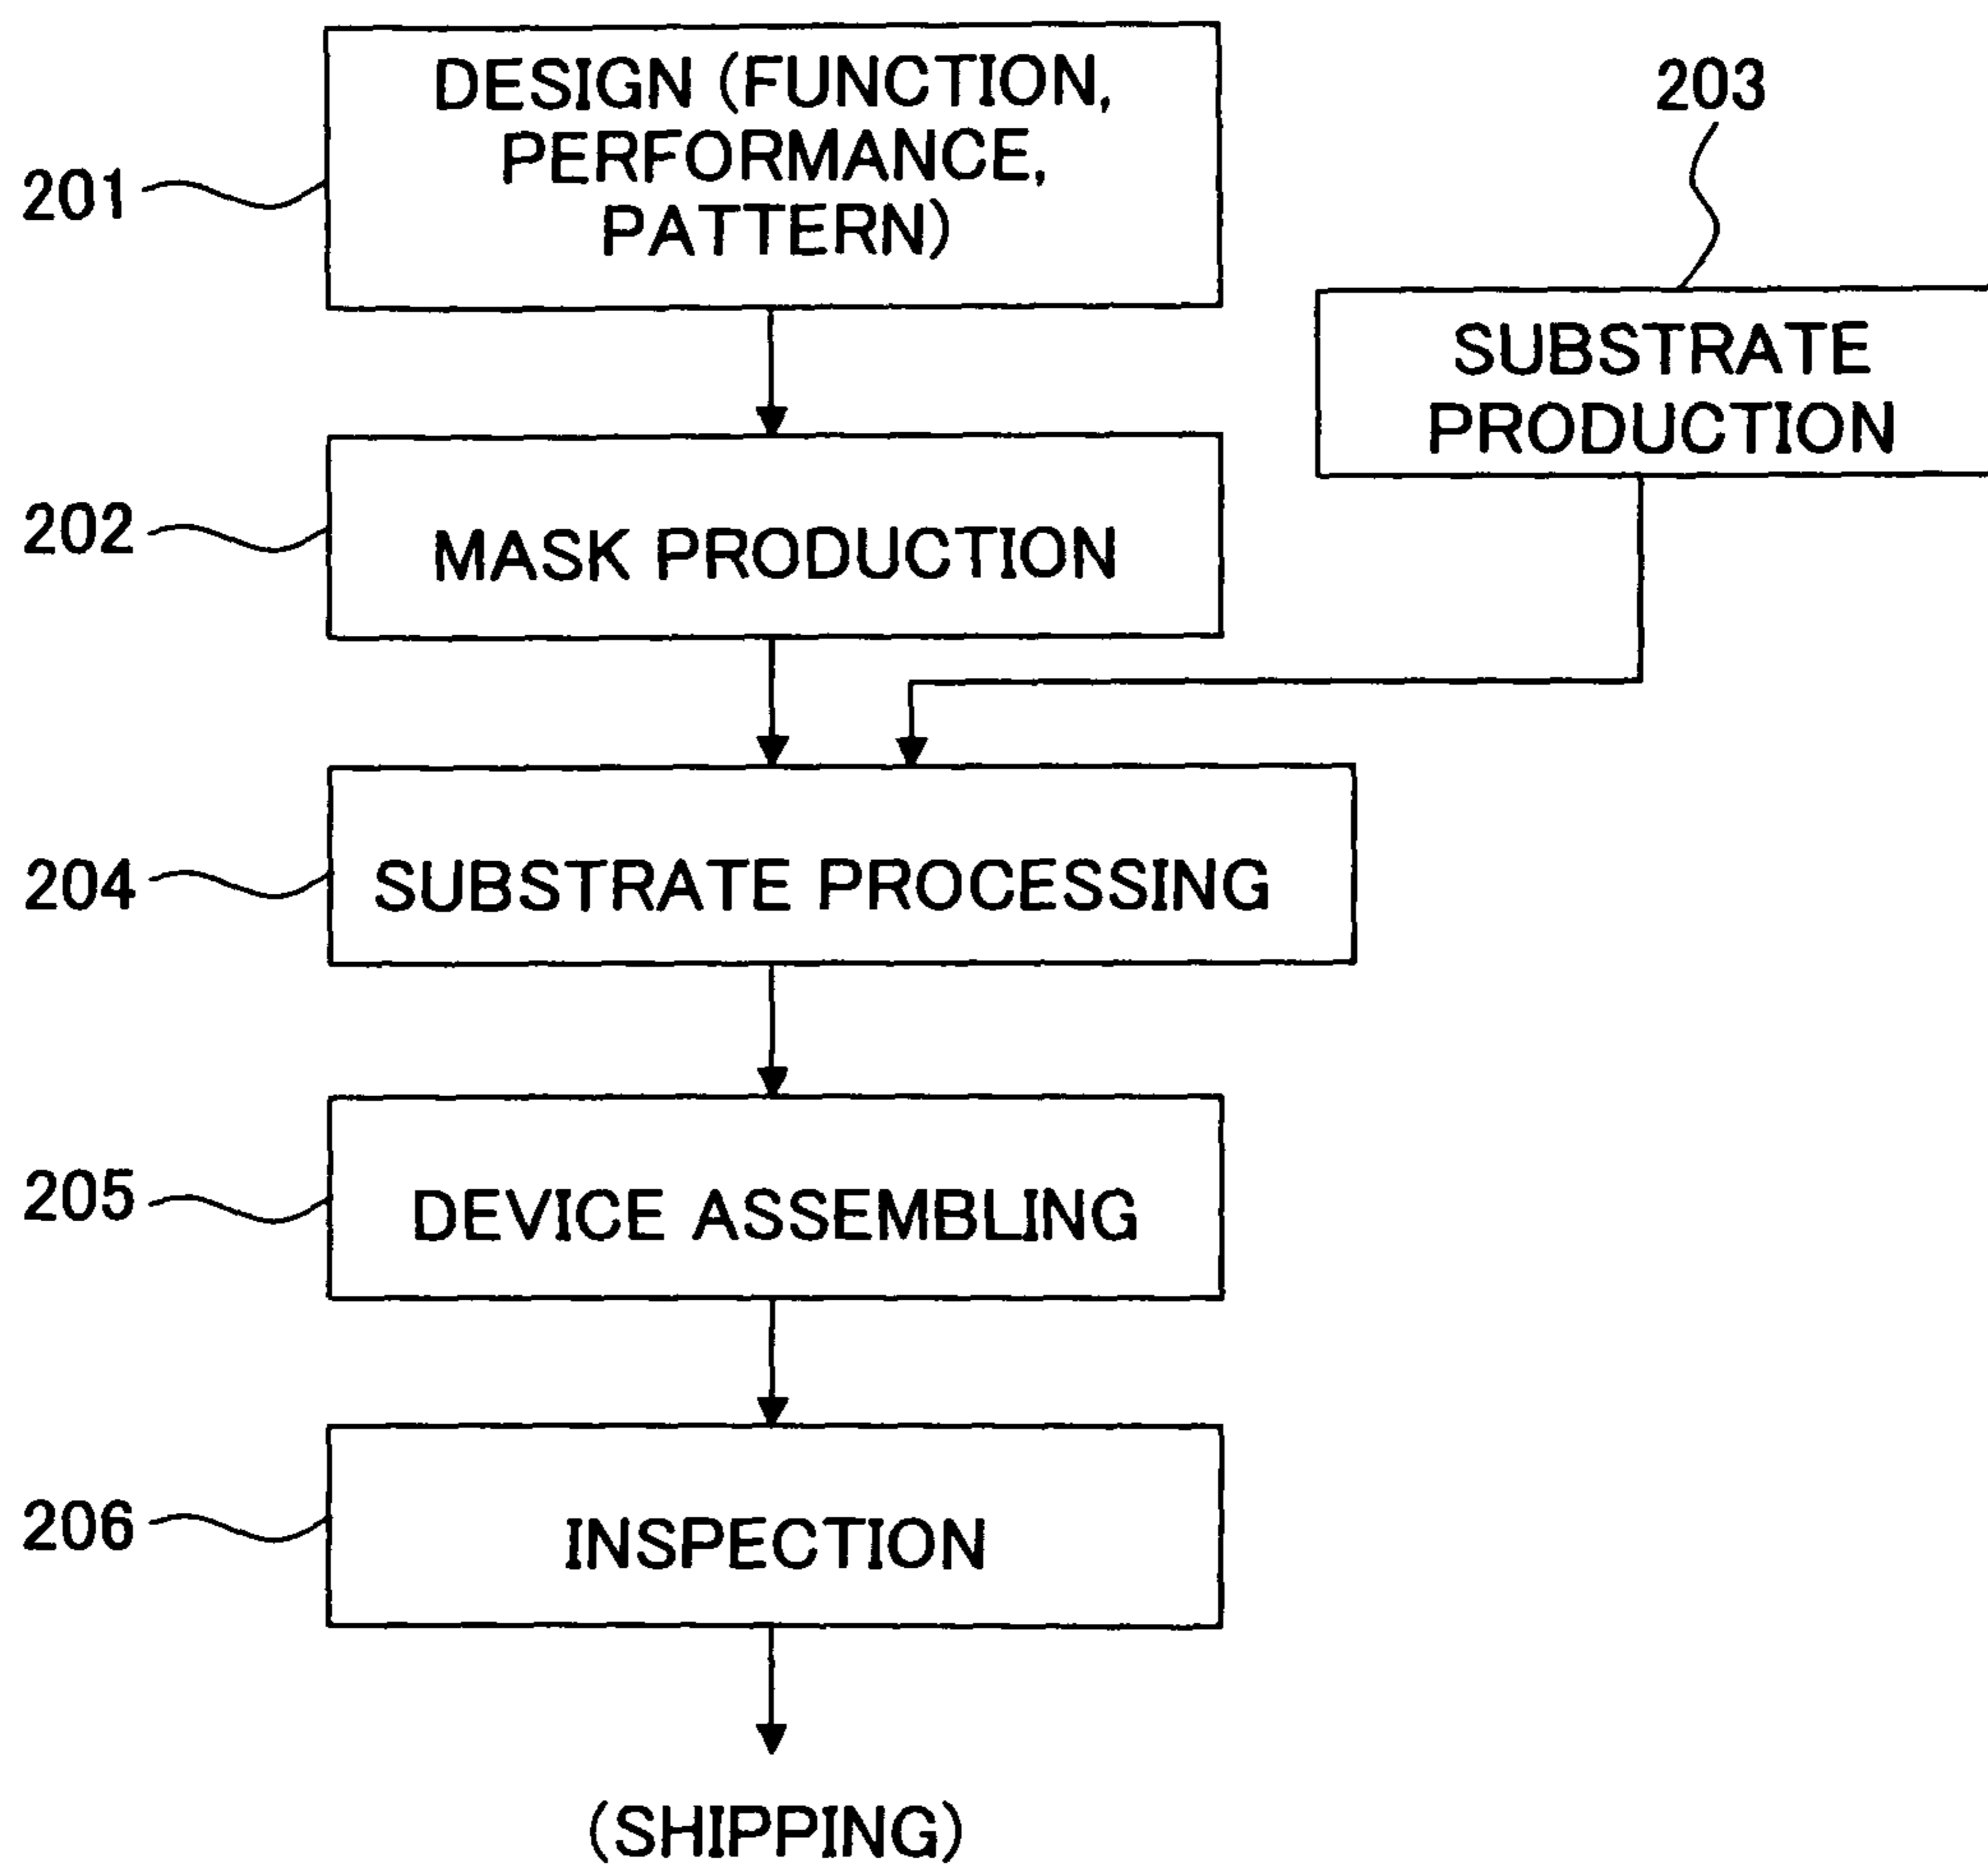 DESIGN (FUNCTION,
PERFORMANCE,
PATTERN)
201
203
SUBSTRATE
PRODUCTION
202
MASK PRODUCTION
204
SUBSTRATE PROCESSING
205
DEVICE ASSEMBLING
206
INSPECTION
(SHIPPING)